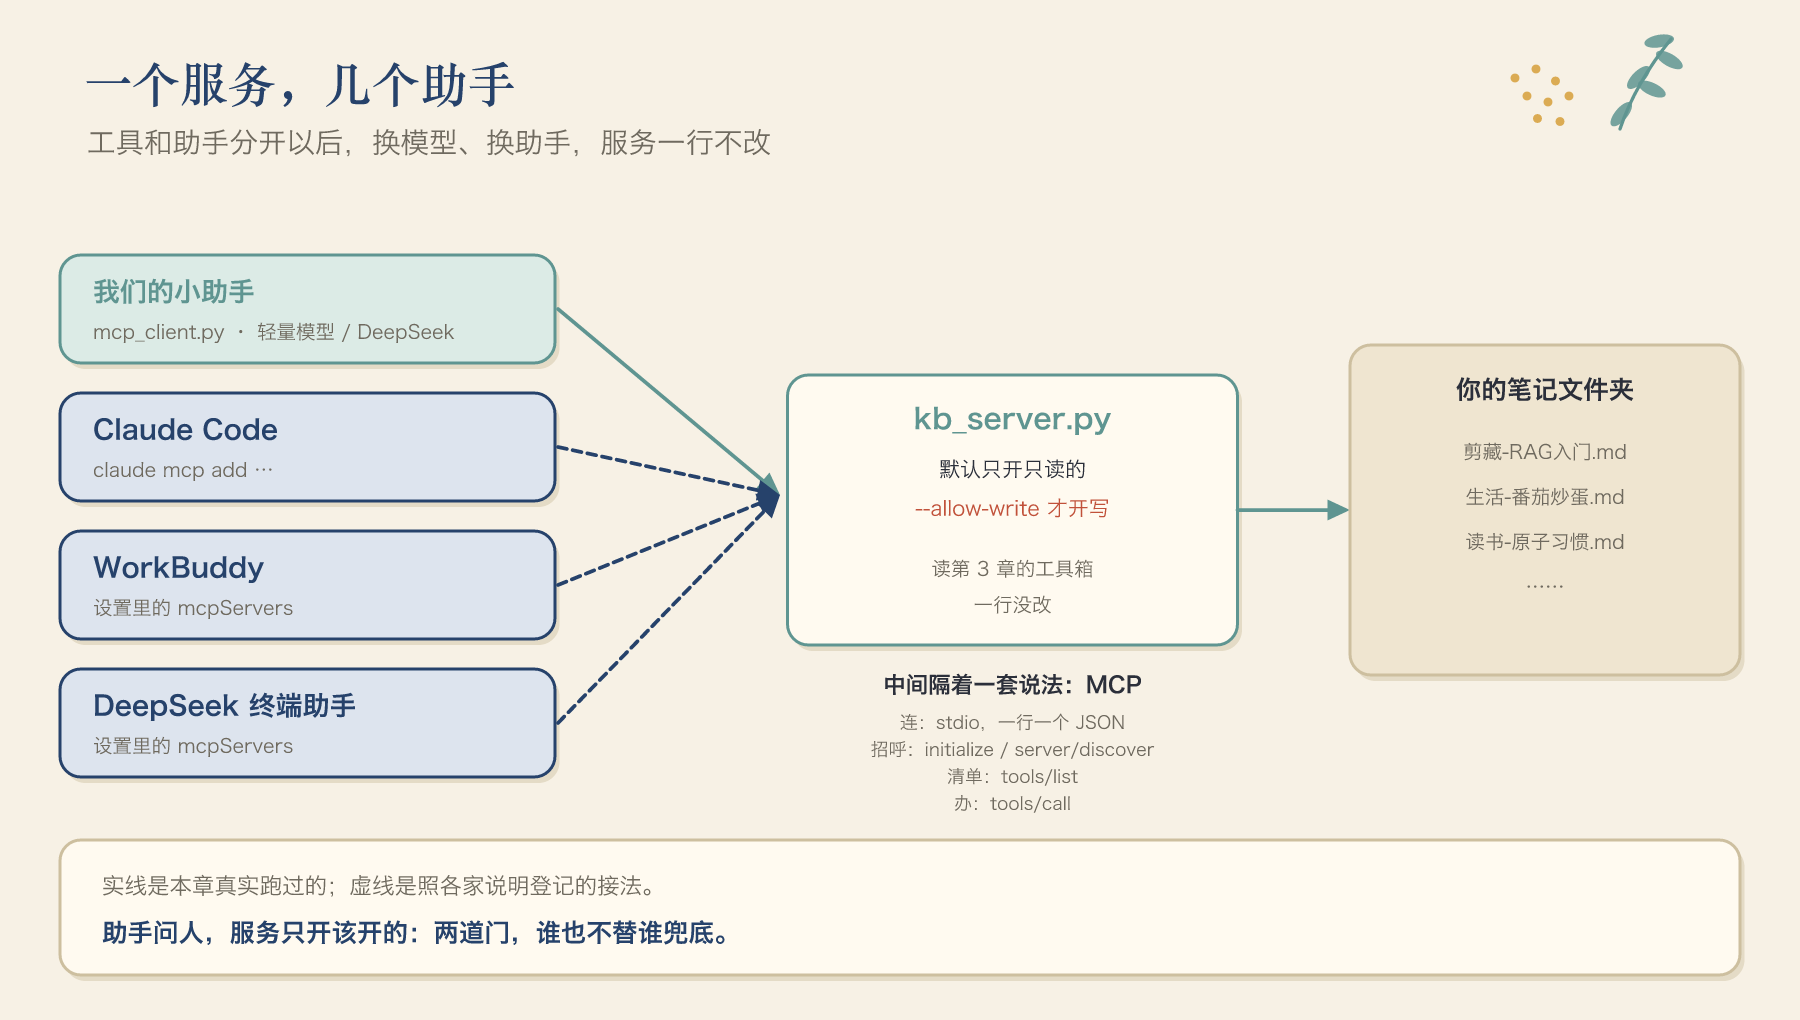 一个服务，几个助手
工具和助手分开以后，换模型、换助手，服务一行不改
我们的小助手
mcp_client.py · 轻量模型 / DeepSeek
Claude Code
claude mcp add ···
WorkBuddy
设置里的 mcpServers
DeepSeek 终端助手
设置里的 mcpServers
kb_server.py
默认只开只读的
--allow-write 才开写
读第 3 章的工具箱
一行没改
中间隔着一套说法：MCP
连：stdio，一行一个 JSON
招呼：initialize / server/discover
清单：tools/list
办：tools/call
你的笔记文件夹
剪藏-RAG入门.md
生活-番茄炒蛋.md
读书-原子习惯.md
······
实线是本章真实跑过的；虚线是照各家说明登记的接法。
助手问人，服务只开该开的：两道门，谁也不替谁兜底。